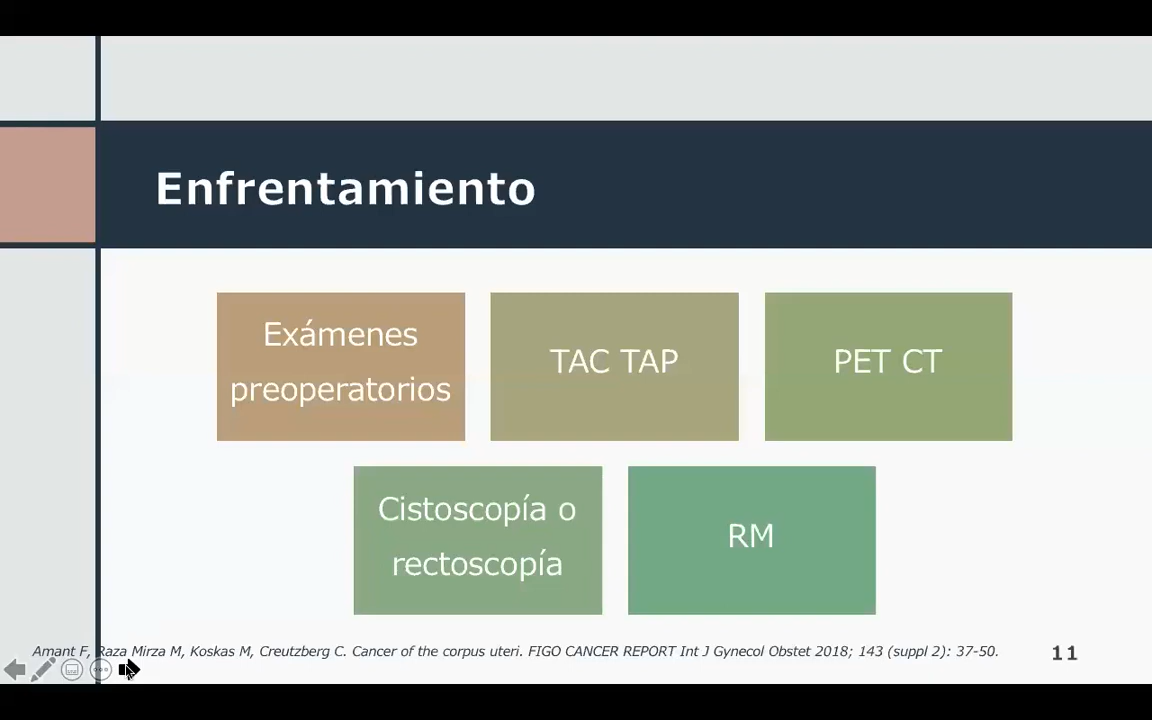 Enfrentamiento
Exámenes
preoperatorios
TAC TAP
PET CT
Cistoscopía o
rectoscopía
RM
Amant F, Raza Mirza M, Koskas M, Creutzberg C. Cancer of the corpus uteri. FIGO CANCER REPORT Int J Gynecol Obstet 2018; 143 (suppl 2): 37-50.
11